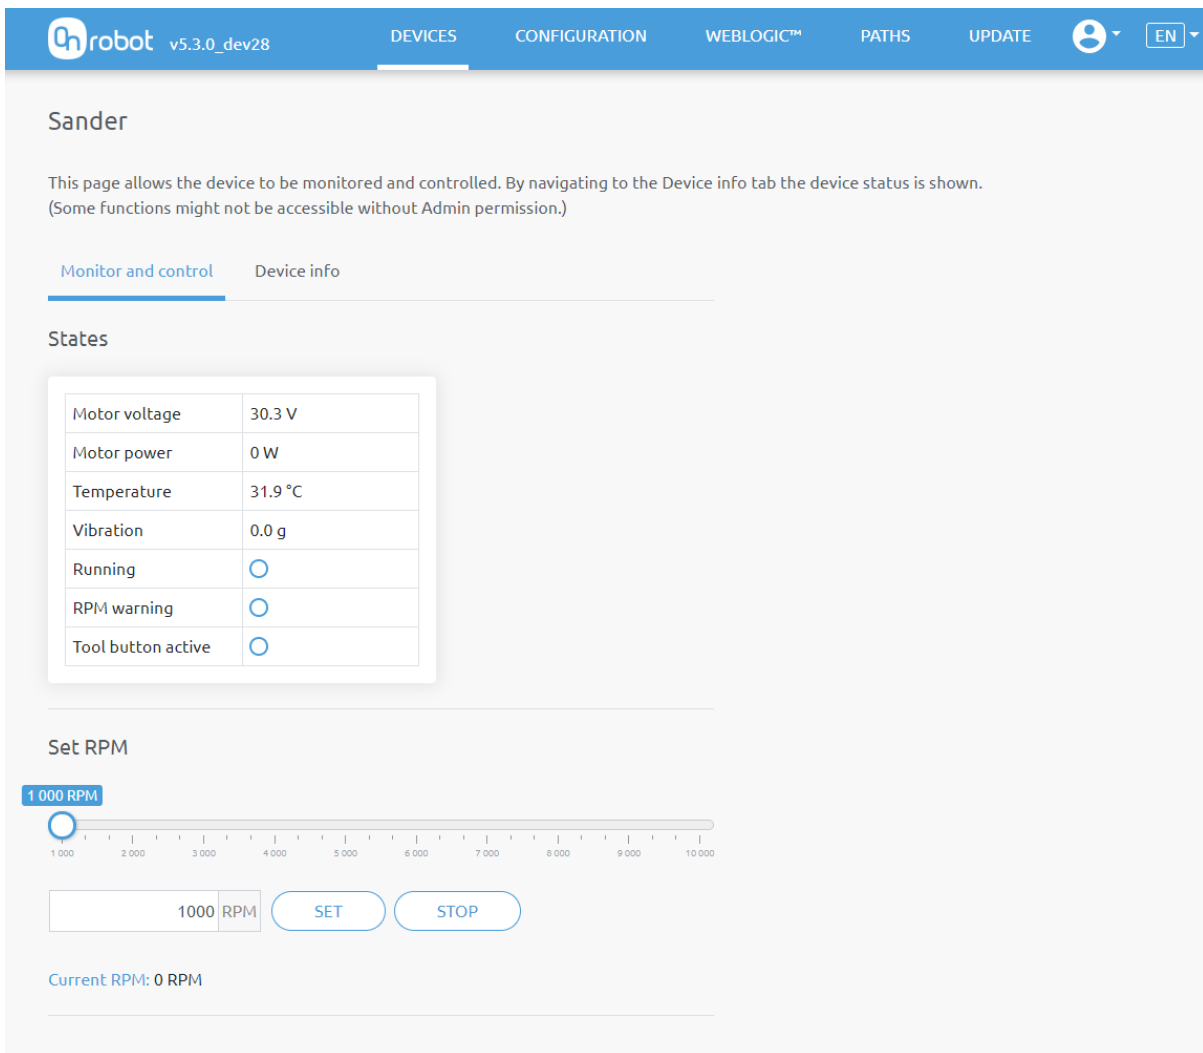 OnRobot v5.3.0_dev28 DEVICES CONFIGURATION WEBLOGIC™ PATHS UPDATE EN
Sander
This page allows the device to be monitored and controlled. By navigating to the Device info tab the device status is shown.
(Some functions might not be accessible without Admin permission.)
Monitor and control Device info
States
Motor voltage 30.3 V
Motor power 0 W
Temperature 31.9 °C
Vibration 0.0 g
Running
RPM warning
Tool button active
Set RPM
1 000 RPM
1 000 2 000 3 000 4 000 5 000 6 000 7 000 8 000 9 000 10 000
1000 RPM SET STOP
Current RPM: 0 RPM